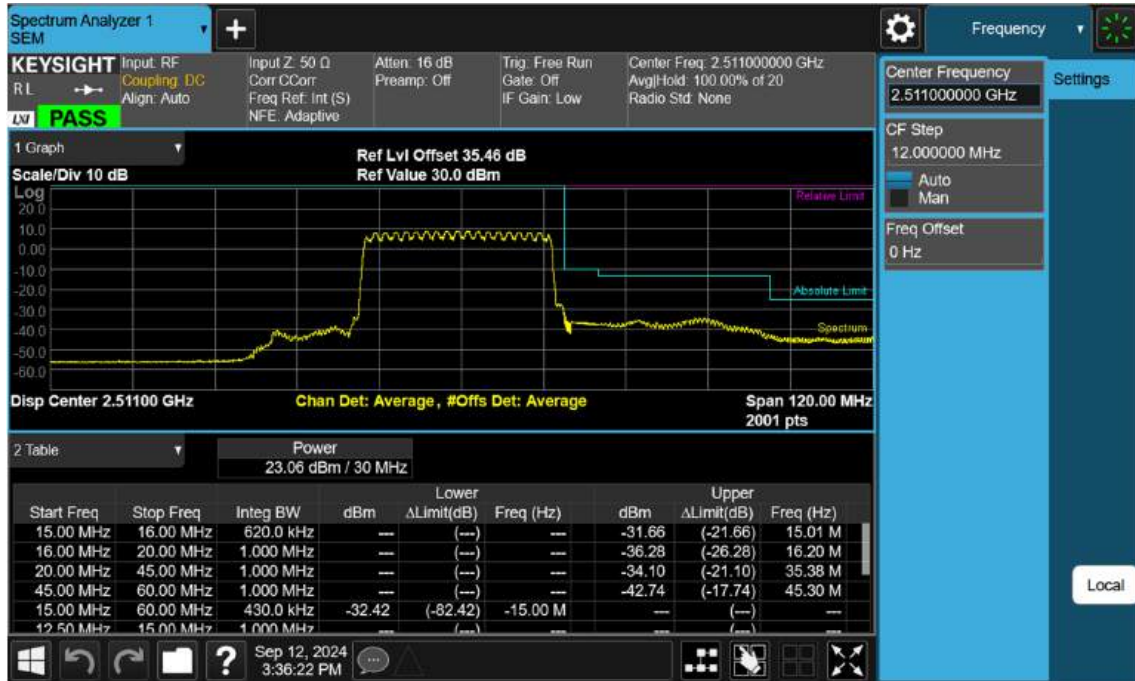 Spectrum Analyzer 1
SEM
+
Frequency
KEYSIGHT
Input: RF
Coupling: DC
Align: Auto
Input Z: 50 Ω
Corr CCorr
Freq Ref: Int (S)
NFE: Adaptive
Atten: 16 dB
Preamp: Off
Trig: Free Run
Gate: Off
IF Gain: Low
Center Freq: 2.511000000 GHz
Avg|Hold: 100.00% of 20
Radio Std: None
RL
LXI PASS
Center Frequency
2.511000000 GHz
Settings
CF Step
12.000000 MHz
Auto
Man
Freq Offset
0 Hz
1 Graph
Ref Lvl Offset 35.46 dB
Scale/Div 10 dB
Ref Value 30.0 dBm
Log
20.0
10.0
0.00
-10.0
-20.0
-30.0
-40.0
-50.0
-60.0
Relative Limit
Absolute Limit
Spectrum
Disp Center 2.51100 GHz
Chan Det: Average, #Offs Det: Average
Span 120.00 MHz
2001 pts
2 Table
Power
23.06 dBm / 30 MHz
Lower Upper
Start Freq Stop Freq Integ BW dBm ΔLimit(dB) Freq (Hz) dBm ΔLimit(dB) Freq (Hz)
15.00 MHz 16.00 MHz 620.0 kHz --- (---) --- -31.66 (-21.66) 15.01 M
16.00 MHz 20.00 MHz 1.000 MHz --- (---) --- -36.28 (-26.28) 16.20 M
20.00 MHz 45.00 MHz 1.000 MHz --- (---) --- -34.10 (-21.10) 35.38 M
45.00 MHz 60.00 MHz 1.000 MHz --- (---) --- -42.74 (-17.74) 45.30 M
15.00 MHz 60.00 MHz 430.0 kHz -32.42 (-82.42) -15.00 M --- (---) ---
12.50 MHz 15.00 MHz 1.000 MHz --- (---) --- --- (---) ---
Local
?
Sep 12, 2024
3:36:22 PM